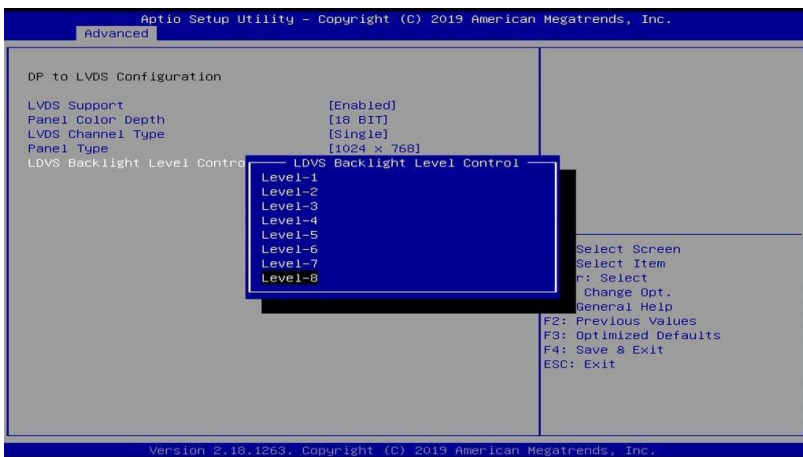 Aptio Setup Utility – Copyright (C) 2019 American Megatrends, Inc.
Advanced
DP to LVDS Configuration
LVDS Support [Enabled]
Panel Color Depth [18 BIT]
LVDS Channel Type [Single]
Panel Type [1024 x 768]
LDVS Backlight Level Contro
LDVS Backlight Level Control
Level-1
Level-2
Level-3
Level-4
Level-5
Level-6
Level-7
Level-8
Select Screen
Select Item
r: Select
Change Opt.
General Help
F2: Previous Values
F3: Optimized Defaults
F4: Save & Exit
ESC: Exit
Version 2.18.1263. Copyright (C) 2019 American Megatrends, Inc.